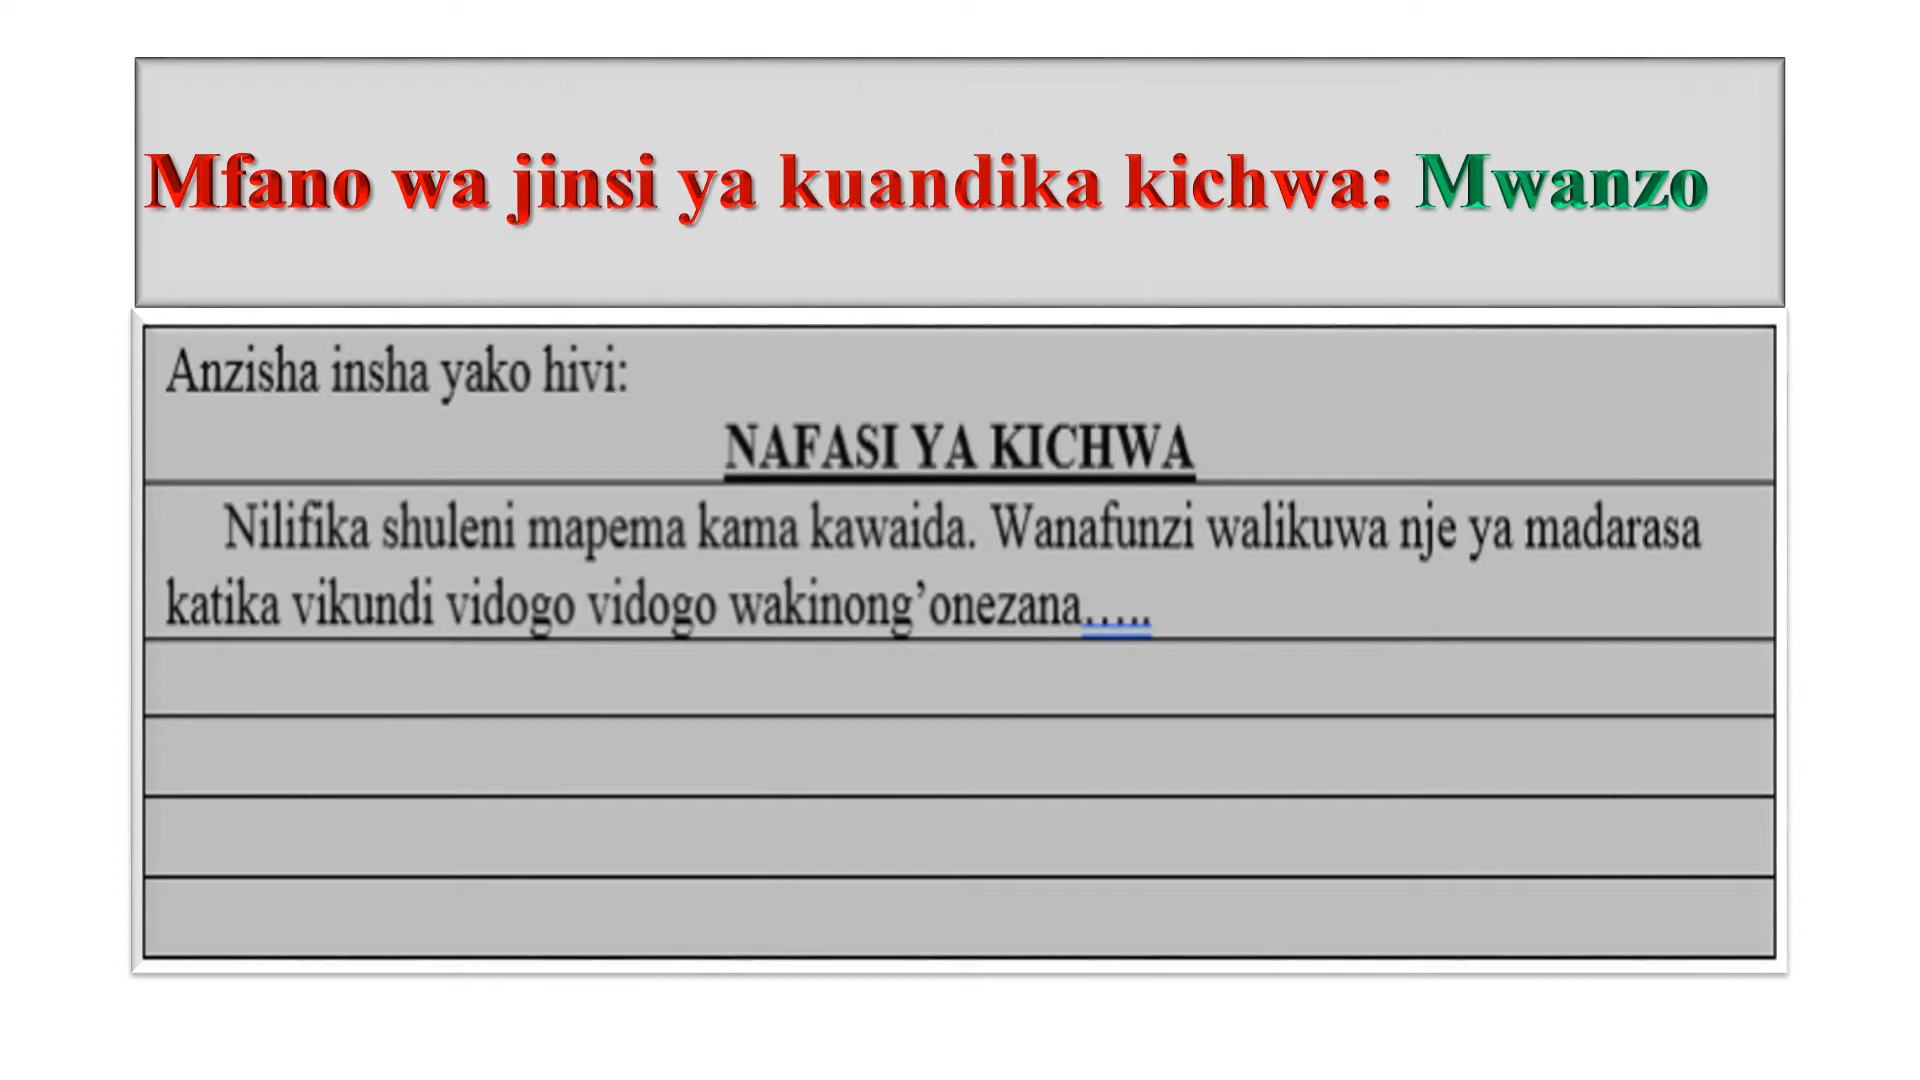 Mfano wa jinsi ya kuandika kichwa: Mwanzo
Anzisha insha yako hivi:
NAFASI YA KICHWA
Nilifika shuleni mapema kama kawaida. Wanafunzi walikuwa nje ya madarasa
katika vikundi vidogo vidogo wakinong’onezana…..